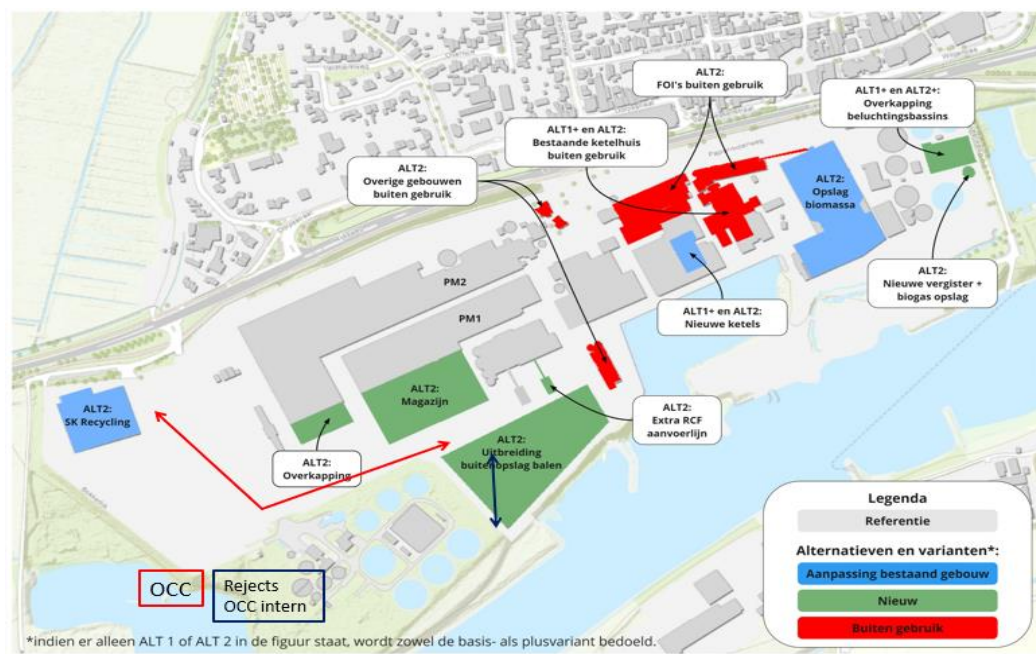 ALT2:
FOI's buiten gebruik
ALT1+ en ALT2+:
Overkapping
beluchtingsbassins
ALT1+ en ALT2:
Bestaande ketelhuis
buiten gebruik
ALT2:
Overige gebouwen
buiten gebruik
ALT2:
Opslag
biomassa
ALT2:
Nieuwe vergister +
biogas opslag
PM2
PM1
ALT1+ en ALT2:
Nieuwe ketels
ALT2:
SK Recycling
ALT2:
Magazijn
ALT2:
Extra RCF
aanvoerlijn
ALT2:
Overkapping
ALT2:
Uitbreiding
buitenopslag balen
Legenda
Referentie
Alternatieven en varianten*:
Aanpassing bestaand gebouw
Nieuw
Buiten gebruik
OCC
Rejects
OCC intern
*indien er alleen ALT 1 of ALT 2 in de figuur staat, wordt zowel de basis- als plusvariant bedoeld.